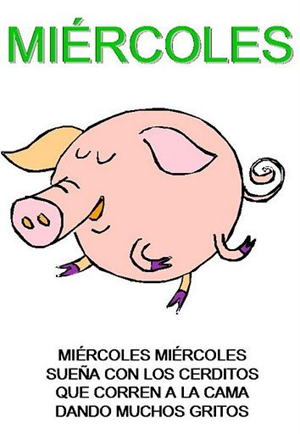 MIÉRCOLES
MIÉRCOLES MIÉRCOLES
SUEÑA CON LOS CERDITOS
QUE CORREN A LA CAMA
DANDO MUCHOS GRITOS